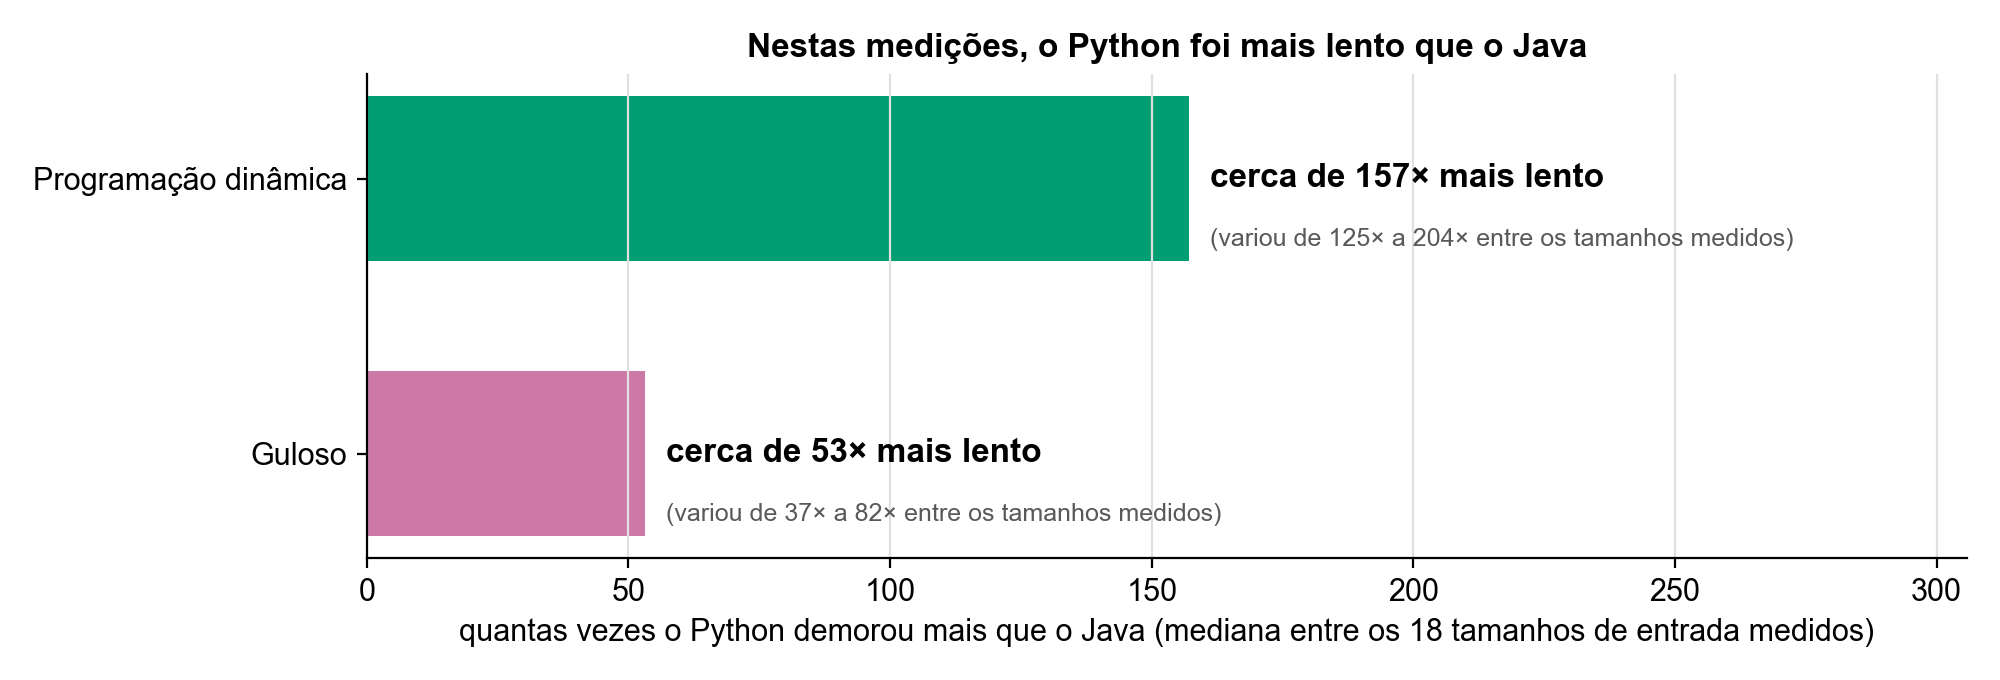 Nestas medições, o Python foi mais lento que o Java
Programação dinâmica
cerca de 157× mais lento
(variou de 125× a 204× entre os tamanhos medidos)
Guloso
cerca de 53× mais lento
(variou de 37× a 82× entre os tamanhos medidos)
0 50 100 150 200 250 300
quantas vezes o Python demorou mais que o Java (mediana entre os 18 tamanhos de entrada medidos)